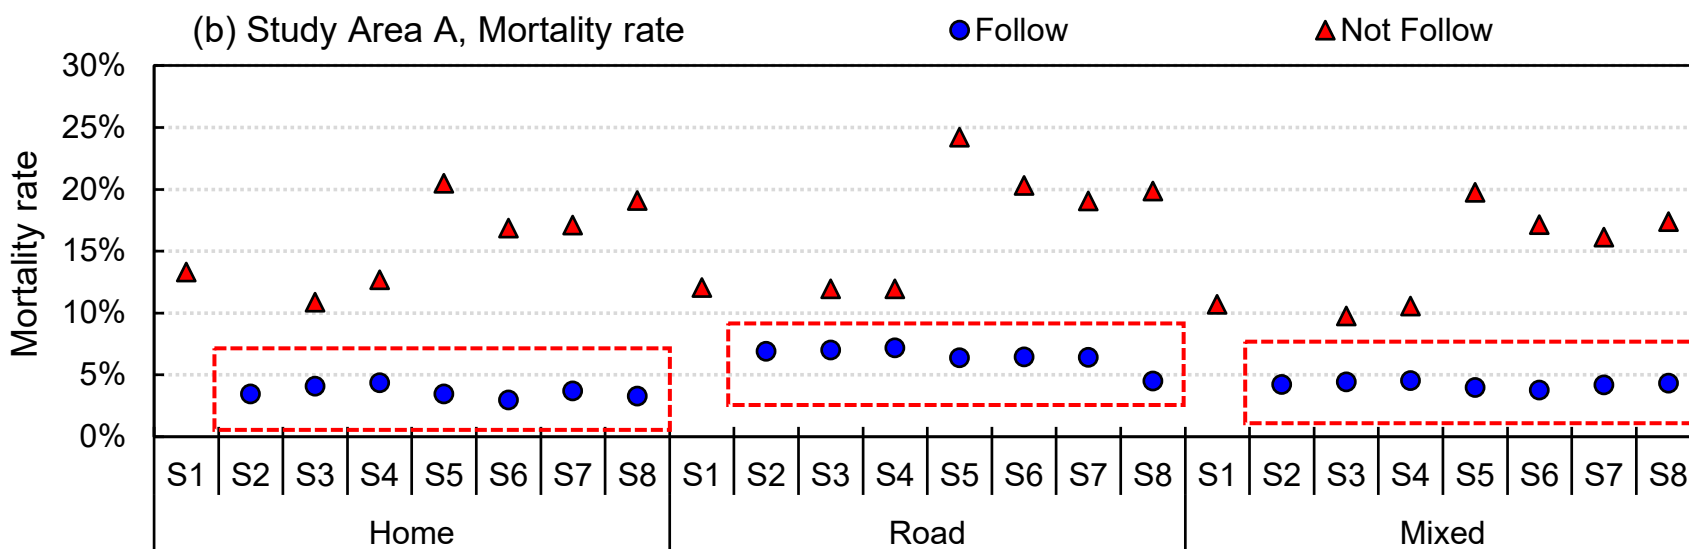 (b) Study Area A, Mortality rate
Follow
Not Follow
Mortality rate
30%
25%
20%
15%
10%
5%
0%
S1 S2 S3 S4 S5 S6 S7 S8 S1 S2 S3 S4 S5 S6 S7 S8 S1 S2 S3 S4 S5 S6 S7 S8
Home Road Mixed